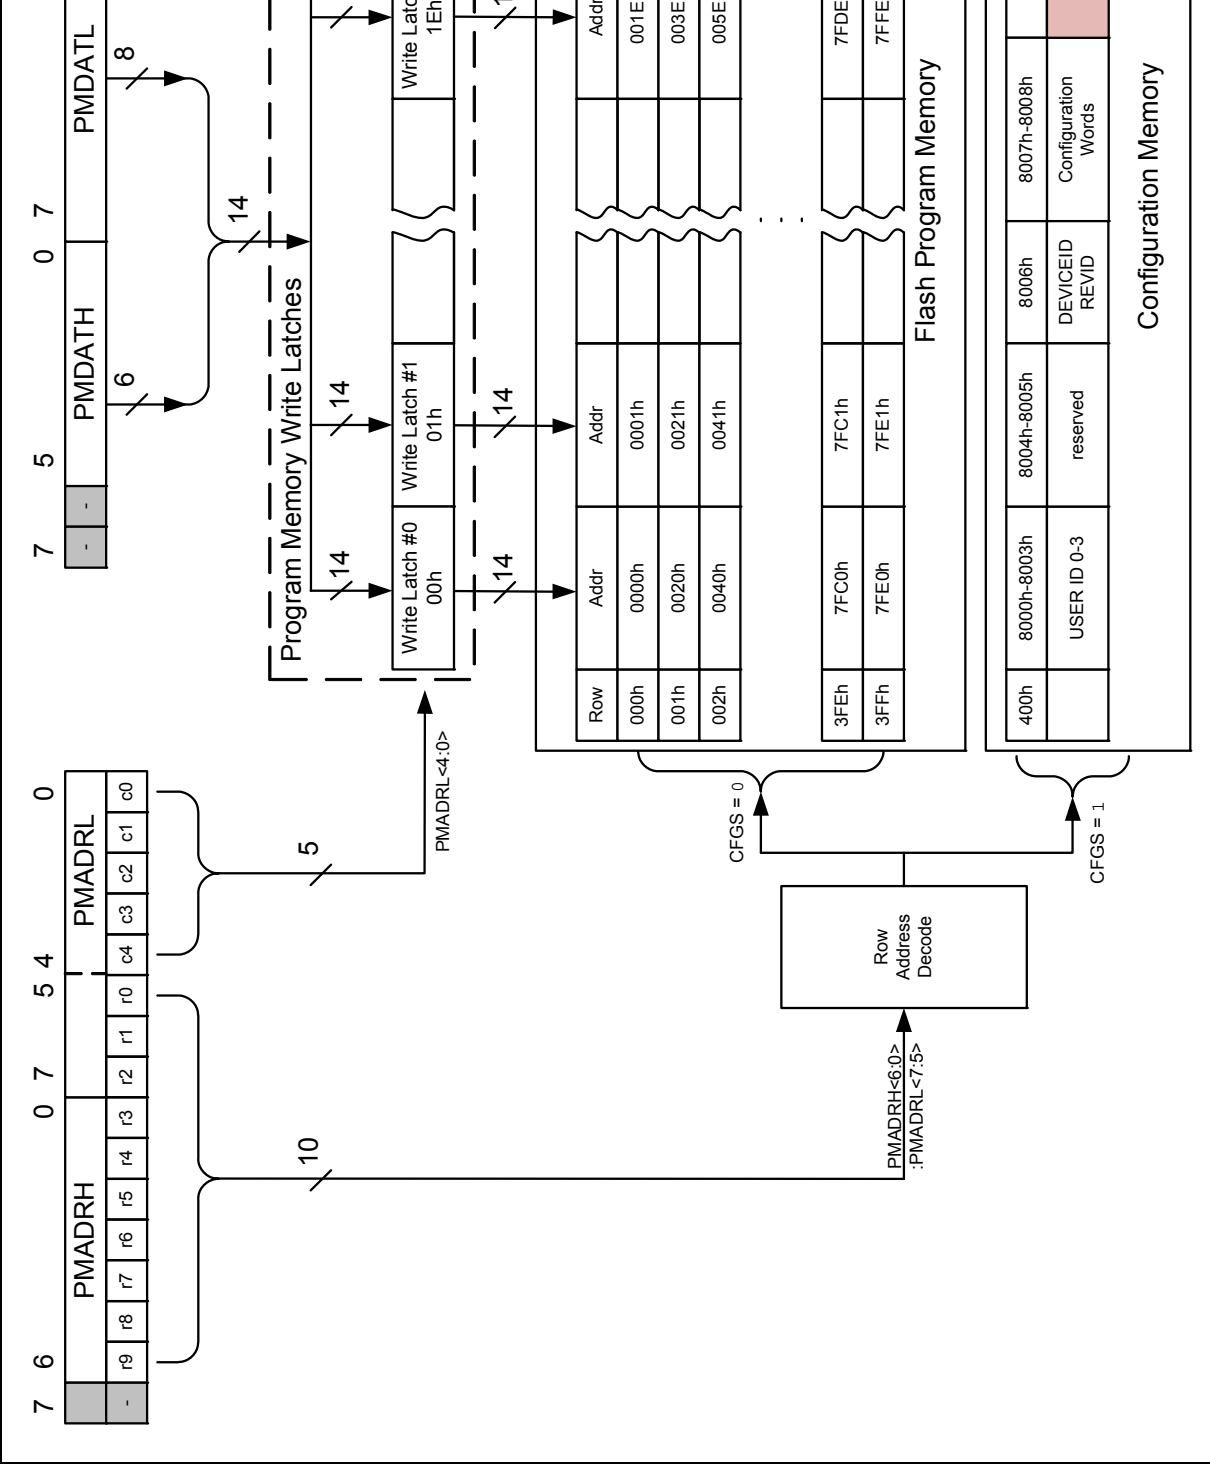 7 6 0 7 5 4 0
PMADRH PMADRL
- r9 r8 r7 r6 r5 r4 r3 r2 r1 r0 c4 c3 c2 c1 c0
7 5 0 7
PMDATH PMDATL
- -
6 8
14
10
5
PMADRL<4:0>
Program Memory Write Latches
14 14
Write Latch #0
00h
Write Latch #1
01h
1Eh
14 14
PMADRH<6:0>
:PMADRL<7:5>
Row
Address
Decode
CFGS = 0
CFGS = 1
Row Addr Addr Addr
000h 0000h 0001h 001E
001h 0020h 0021h 003E
002h 0040h 0041h 005E
3FEh 7FC0h 7FC1h 7FDE
3FFh 7FE0h 7FE1h 7FFE
Flash Program Memory
400h 8000h-8003h 8004h-8005h 8006h 8007h-8008h
USER ID 0-3
reserved
DEVICEID
REVID
Configuration
Words
Configuration Memory